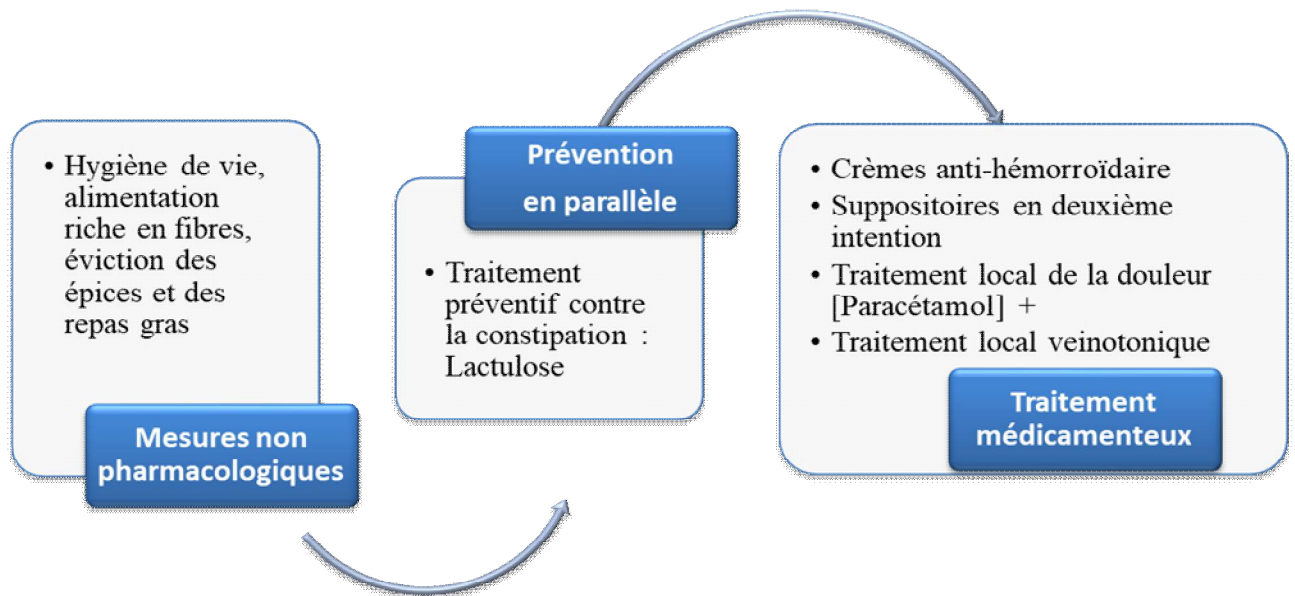 • Hygiène de vie,
alimentation
riche en fibres,
éviction des
épices et des
repas gras
Mesures non
pharmacologiques
Prévention
en parallèle
• Traitement
préventif contre
la constipation :
Lactulose
• Crèmes anti-hémorroïdaire
• Suppositoires en deuxième
intention
• Traitement local de la douleur
[Paracétamol] +
• Traitement local veinotonique
Traitement
médicamenteux